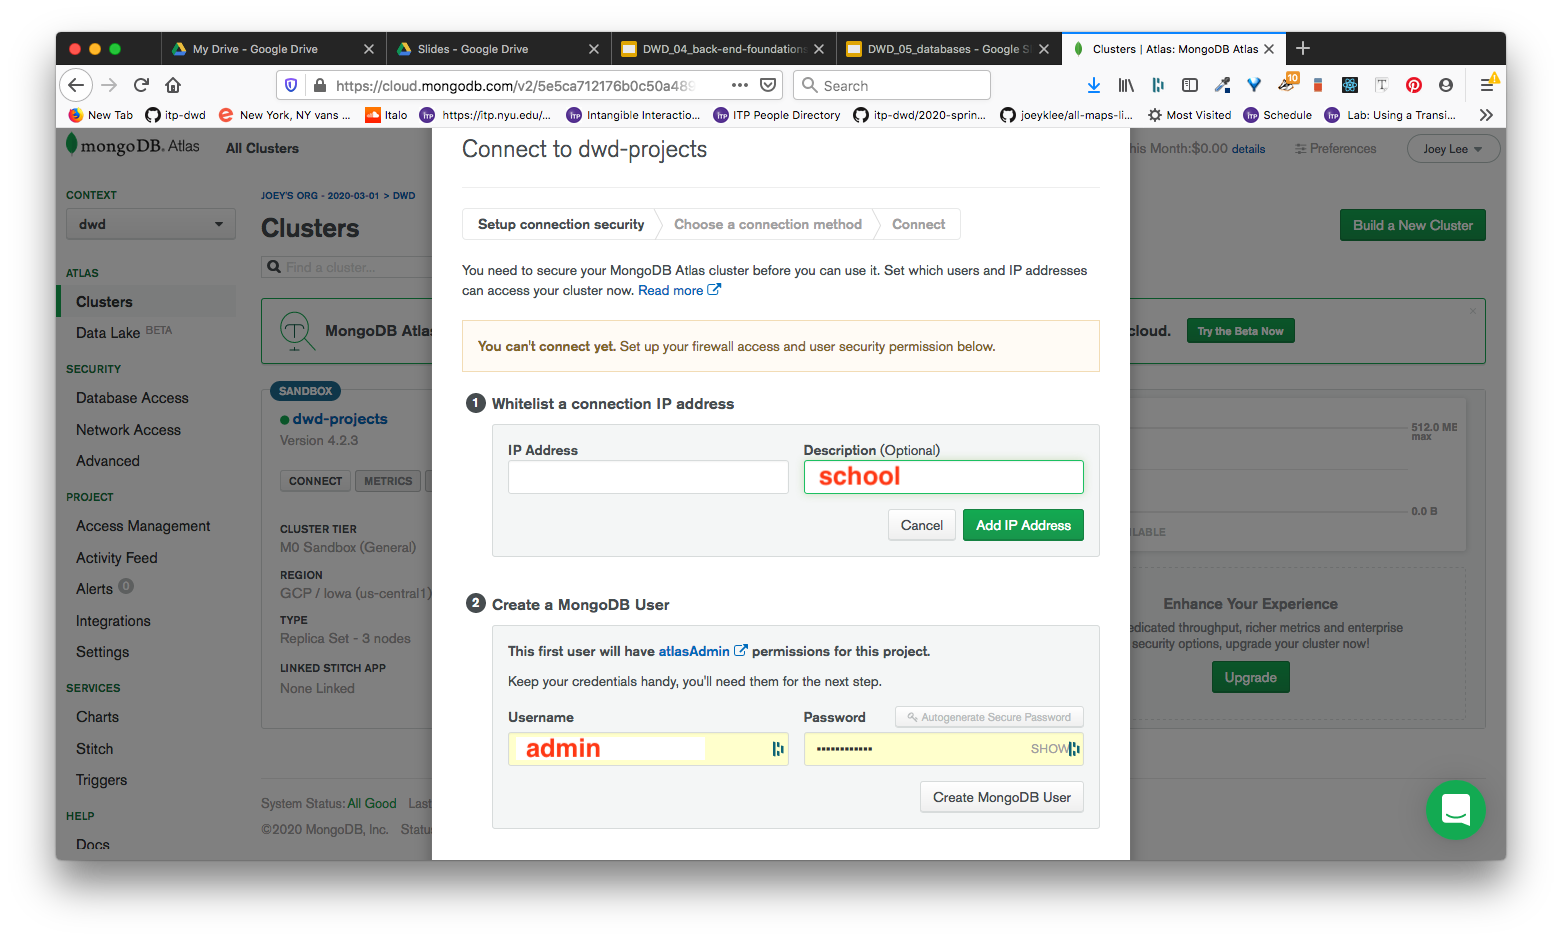 My Drive - Google Drive
Slides - Google Drive
DWD_04_back-end-foundations
DWD_05_databases - Google Sl
Clusters | Atlas: MongoDB Atlas
https://cloud.mongodb.com/v2/5e5ca712176b0c50a489
Search
10
New Tab
itp-dwd
New York, NY vans ...
Italo
https://itp.nyu.edu/...
Intangible Interactio...
ITP People Directory
itp-dwd/2020-sprin...
joeyklee/all-maps-li...
Most Visited
Schedule
Lab: Using a Transi...
mongoDB. Atlas
All Clusters
his Month:$0.00 details
Preferences
Joey Lee
CONTEXT
dwd
ATLAS
Clusters
Data Lake BETA
SECURITY
Database Access
Network Access
Advanced
PROJECT
Access Management
Activity Feed
Alerts 0
Integrations
Settings
SERVICES
Charts
Stitch
Triggers
HELP
Docs
JOEY'S ORG - 2020-03-01 > DWD
Clusters
Build a New Cluster
Find a cluster...
MongoDB Atlas
cloud.
Try the Beta Now
SANDBOX
dwd-projects
Version 4.2.3
CONNECT
METRICS
CLUSTER TIER
M0 Sandbox (General)
REGION
GCP / Iowa (us-central1)
TYPE
Replica Set - 3 nodes
LINKED STITCH APP
None Linked
512.0 MB
max
0.0 B
ILABLE
Enhance Your Experience
edicated throughput, richer metrics and enterprise
security options, upgrade your cluster now!
Upgrade
System Status: All Good
Last
©2020 MongoDB, Inc.
Statu
Connect to dwd-projects
Setup connection security
Choose a connection method
Connect
You need to secure your MongoDB Atlas cluster before you can use it. Set which users and IP addresses
can access your cluster now. Read more
You can't connect yet. Set up your firewall access and user security permission below.
1 Whitelist a connection IP address
IP Address
Description (Optional)
school
Cancel
Add IP Address
2 Create a MongoDB User
This first user will have atlasAdmin permissions for this project.
Keep your credentials handy, you'll need them for the next step.
Username
Password
Autogenerate Secure Password
admin
SHOW
Create MongoDB User